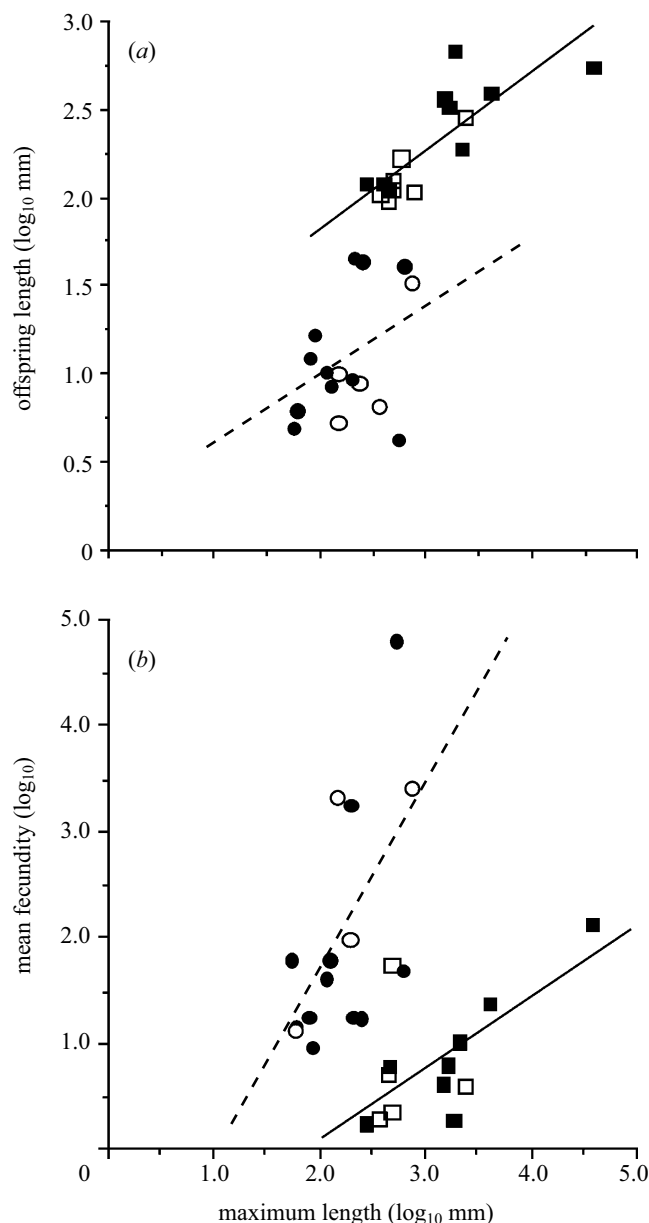 (a)
3.0
2.5
2.0
1.5
1.0
0.5
0
offspring length (log₁₀ mm)
(b)
5.0
4.0
3.0
2.0
1.0
0
mean fecundity (log₁₀)
1.0 2.0 3.0 4.0 5.0
maximum length (log₁₀ mm)